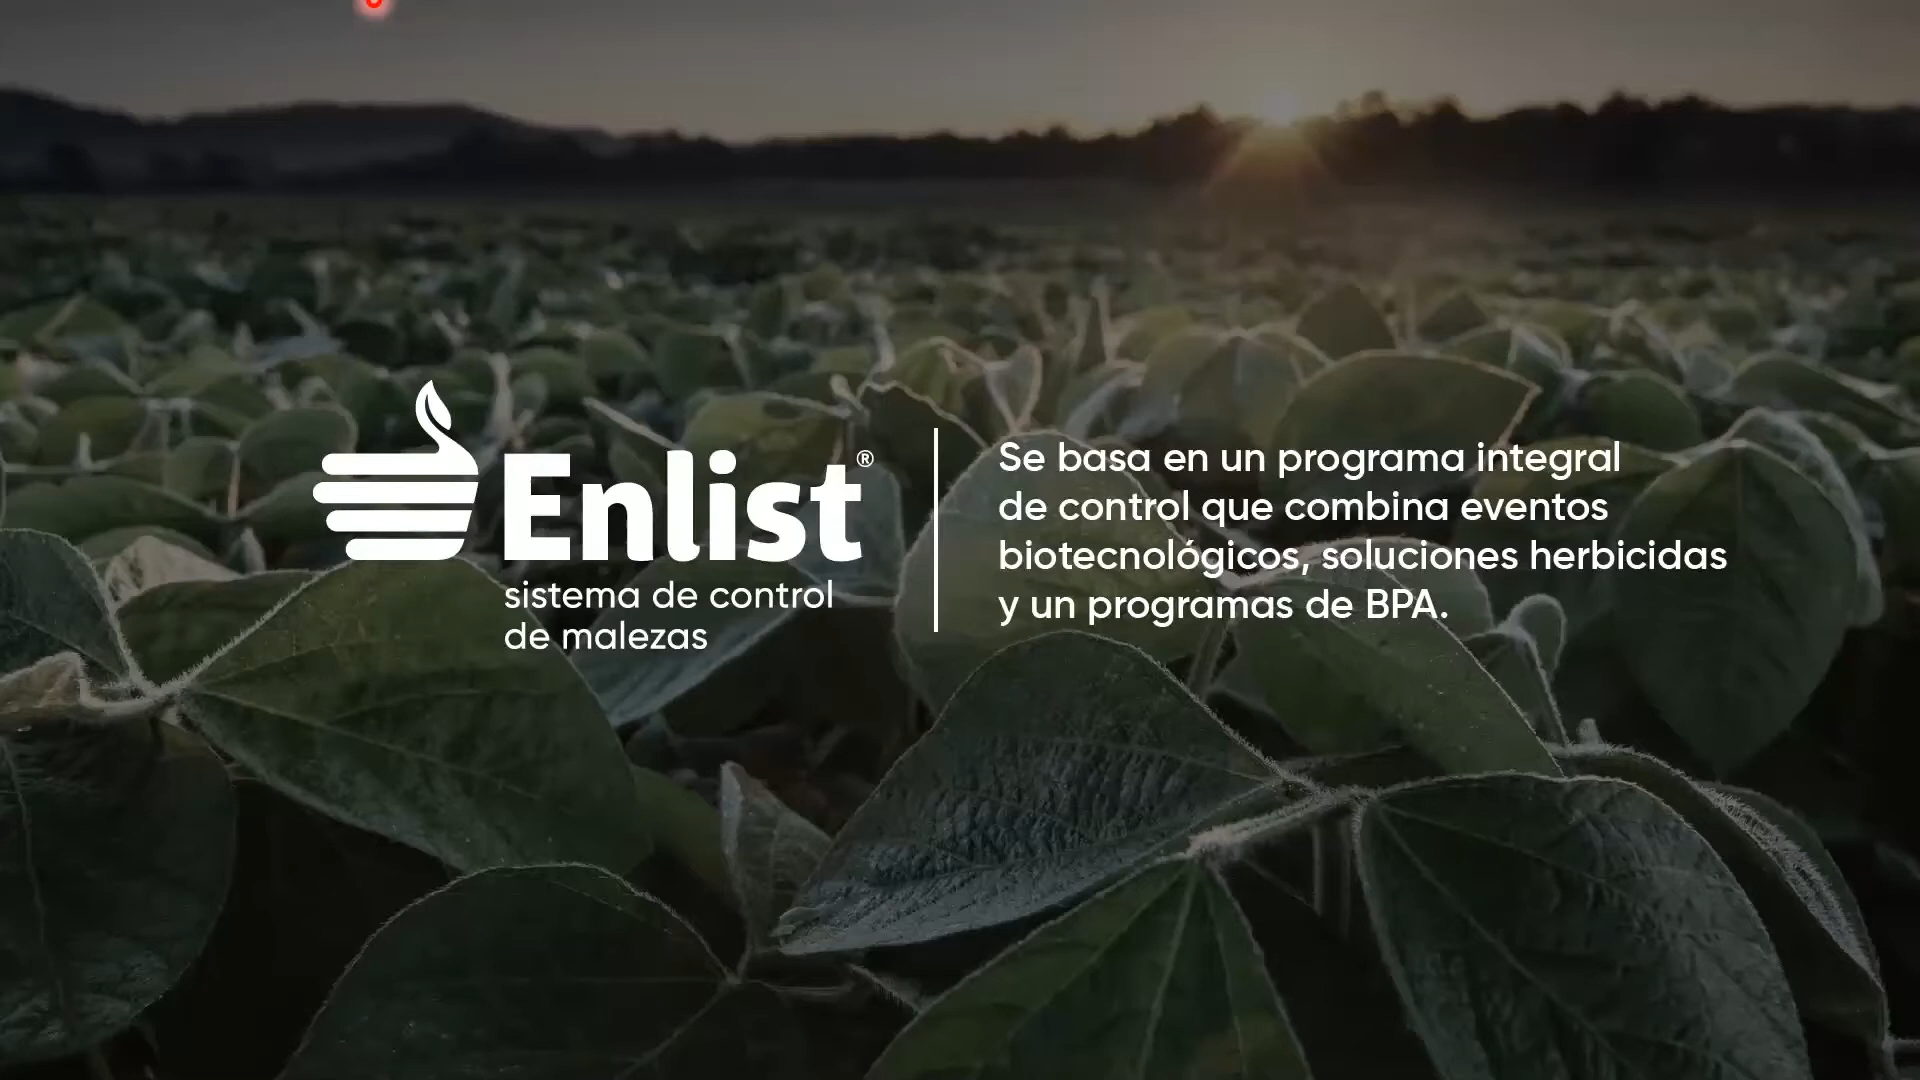 Enlist®
sistema de control
de malezas
Se basa en un programa integral
de control que combina eventos
biotecnológicos, soluciones herbicidas
y un programas de BPA.